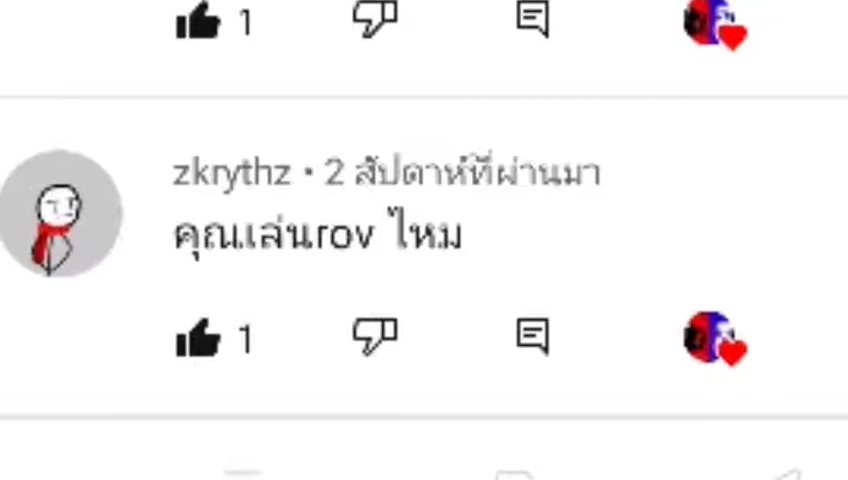 1
zkrythz • 2 สัปดาห์ที่ผ่านมา
คุณเล่นrov ไหม
1